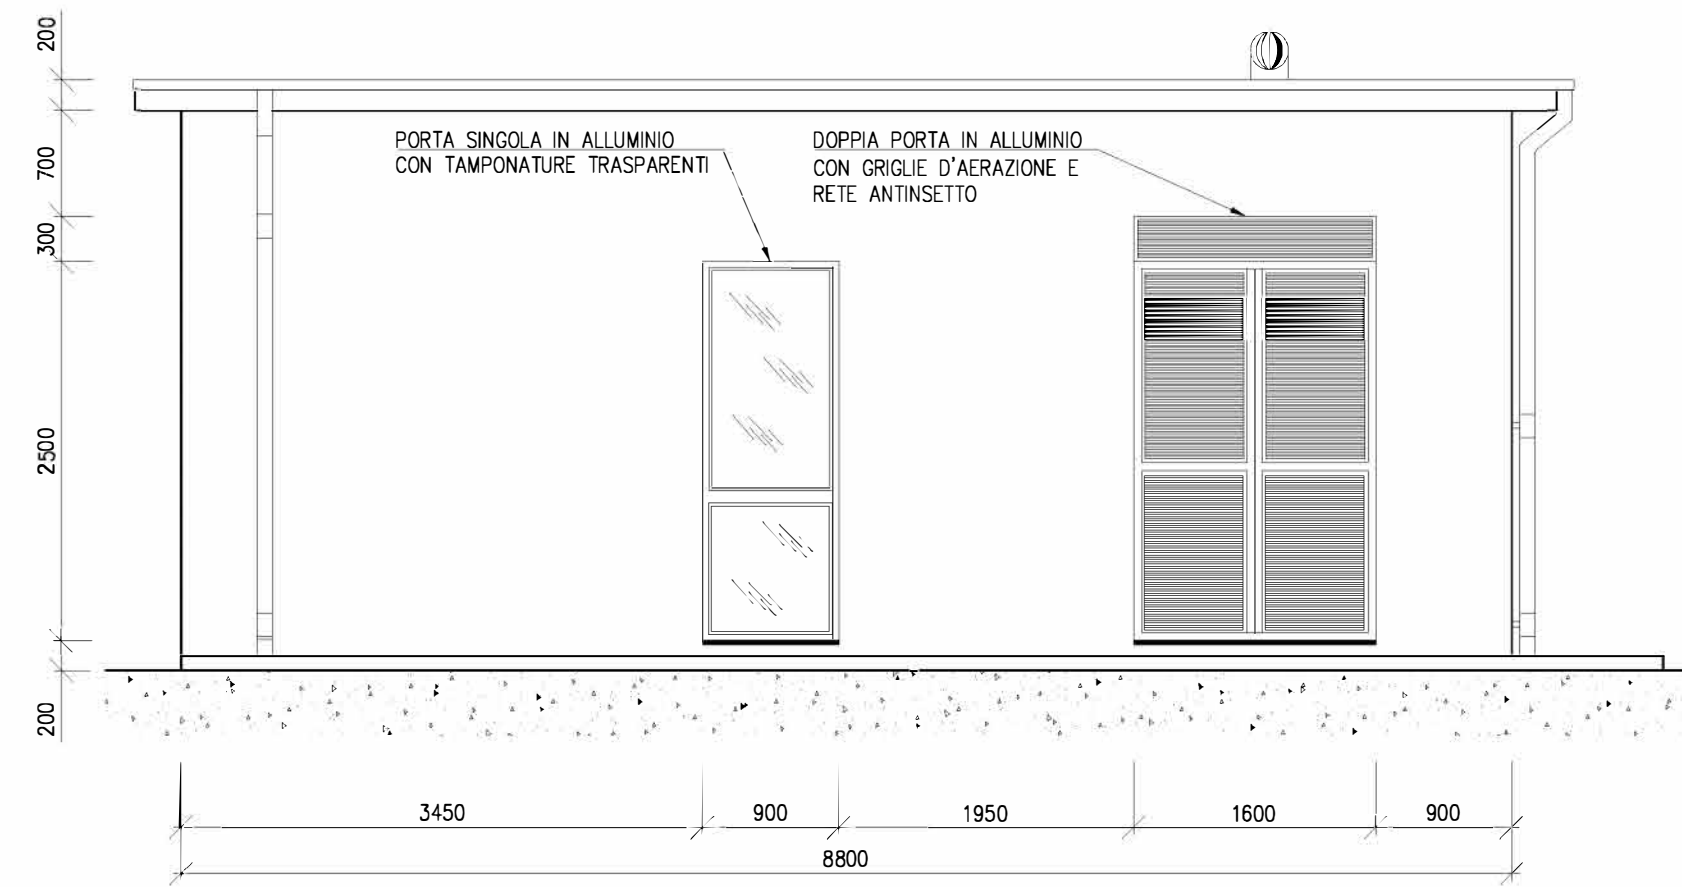 200
700
300
2500
200
PORTA SINGOLA IN ALLUMINIO
CON TAMPONATURE TRASPARENTI
DOPPIA PORTA IN ALLUMINIO
CON GRIGLIE D'AERAZIONE E
RETE ANTINSETTO
3450
900
1950
1600
900
8800